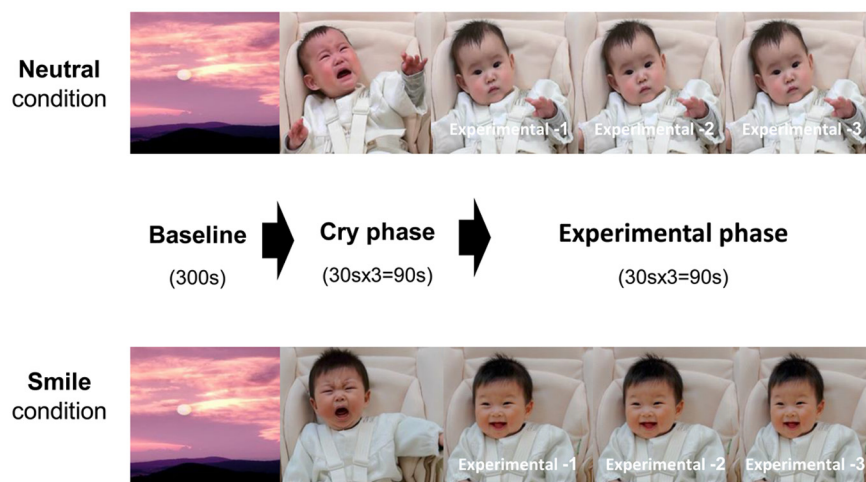 Neutral
condition
Experimental -1
Experimental -2
Experimental -3
Baseline
Cry phase
Experimental phase
(300s)
(30sx3=90s)
(30sx3=90s)
Smile
condition
Experimental -1
Experimental -2
Experimental -3